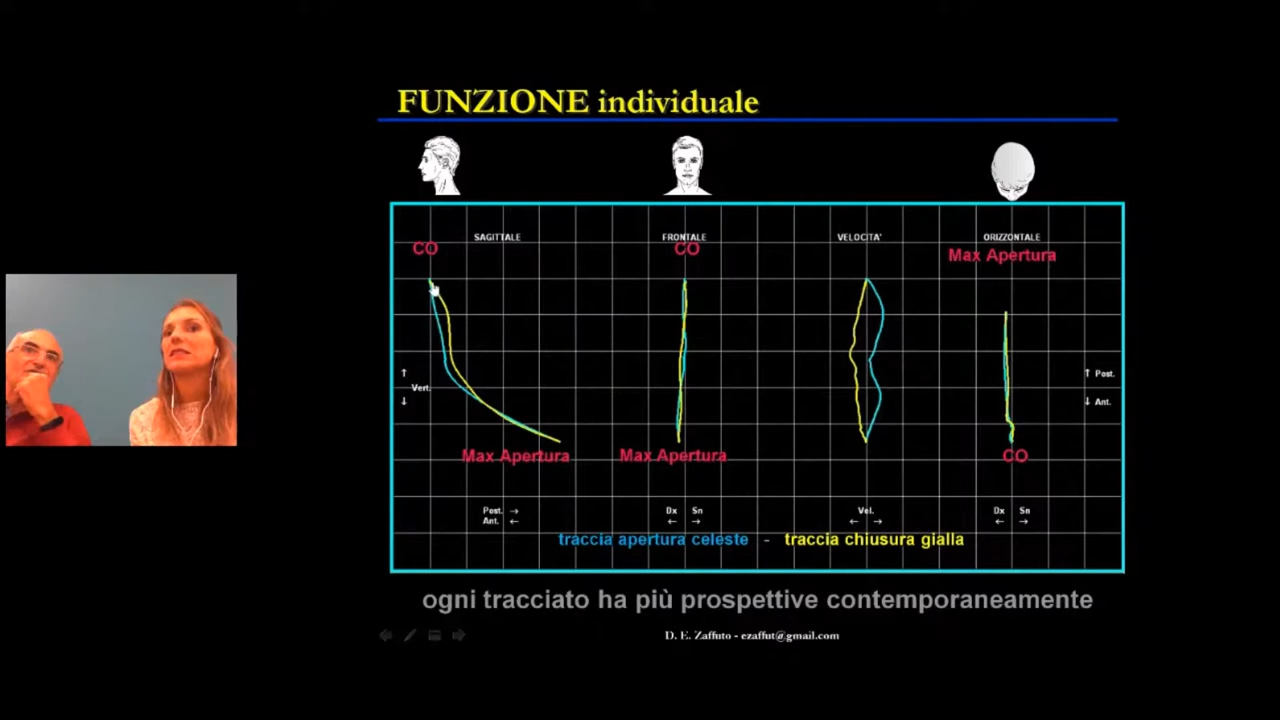 FUNZIONE individuale
SAGITTALE
FRONTALE
VELOCITA'
ORIZZONTALE
CO
CO
Max Apertura
↑
Vert.
↓
↑ Post.
↓ Ant.
Max Apertura
Max Apertura
CO
Post. →
Ant. ←
Dx Sn
← →
Vel.
← →
Dx Sn
← →
traccia apertura celeste - traccia chiusura gialla
ogni tracciato ha più prospettive contemporaneamente
D. E. Zaffuto - ezaffut@gmail.com